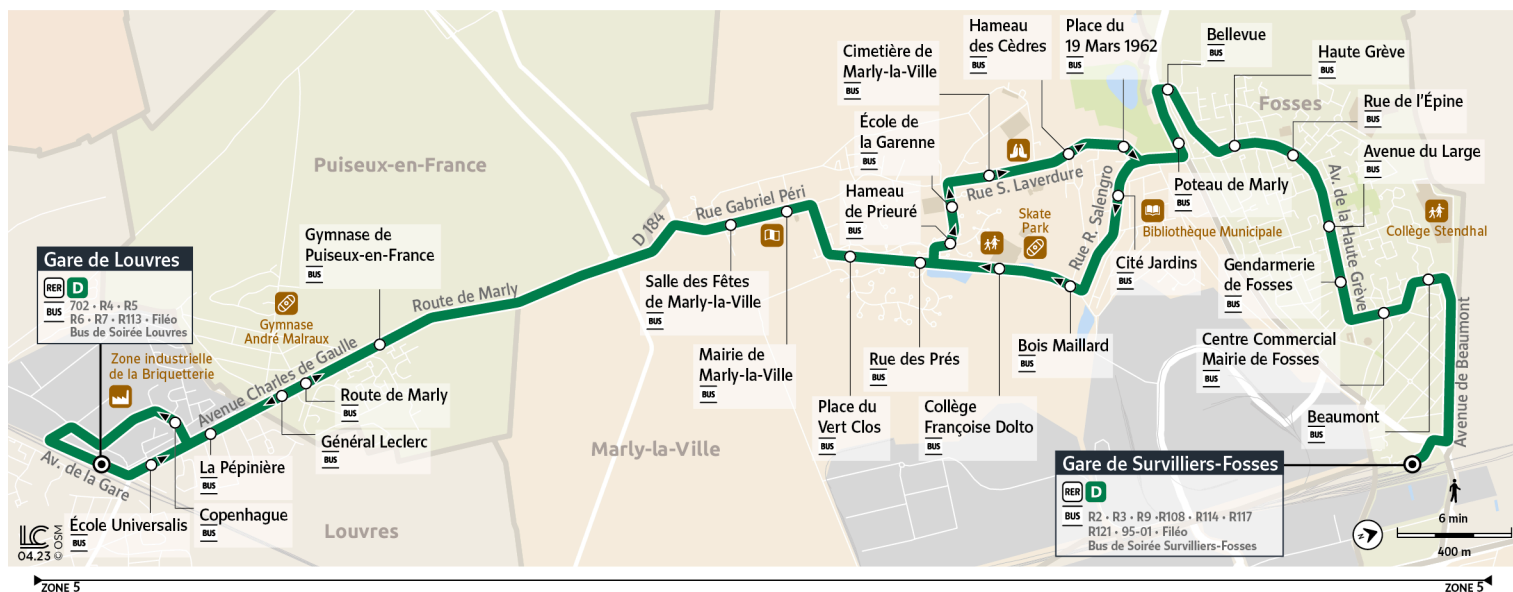 Puiseux-en-France
Gare de Louvres
RER D
BUS 702 • R4 • R5
R6 • R7 • R113 • Filéo
Bus de Soirée Louvres
Zone industrielle
de la Briquetterie
Gymnase
André Malraux
Gymnase de
Puiseux-en-France
BUS
Avenue Charles de Gaulle
Route de Marly
D 184
Av. de la Gare
École Universalis
BUS
Copenhague
BUS
La Pépinière
BUS
Général Leclerc
BUS
Route de Marly
BUS
Louvres
LC
04.23
© OSM
Rue Gabriel Péri
Salle des Fêtes
de Marly-la-Ville
BUS
Mairie de
Marly-la-Ville
BUS
Marly-la-Ville
Place du
Vert Clos
BUS
Rue des Prés
BUS
Collège
Françoise Dolto
BUS
Bois Maillard
BUS
Hameau
de Prieuré
BUS
École de
la Garenne
BUS
Cimetière de
Marly-la-Ville
BUS
Hameau
des Cèdres
BUS
Place du
19 Mars 1962
BUS
Rue S. Laverdure
Rue R. Salengro
Skate
Park
Bibliothèque Municipale
Cité Jardins
BUS
Poteau de Marly
BUS
Bellevue
BUS
Haute Grève
BUS
Fosses
Rue de l'Épine
BUS
Avenue du Large
BUS
Av. de la Haute Grève
Collège Stendhal
Gendarmerie
de Fosses
BUS
Centre Commercial
Mairie de Fosses
BUS
Beaumont
BUS
Avenue de Beaumont
Gare de Survilliers-Fosses
RER D
BUS R2 • R3 • R9 • R108 • R114 • R117
R121 • 95-01 • Filéo
Bus de Soirée Survilliers-Fosses
6 min
400 m
ZONE 5
ZONE 5